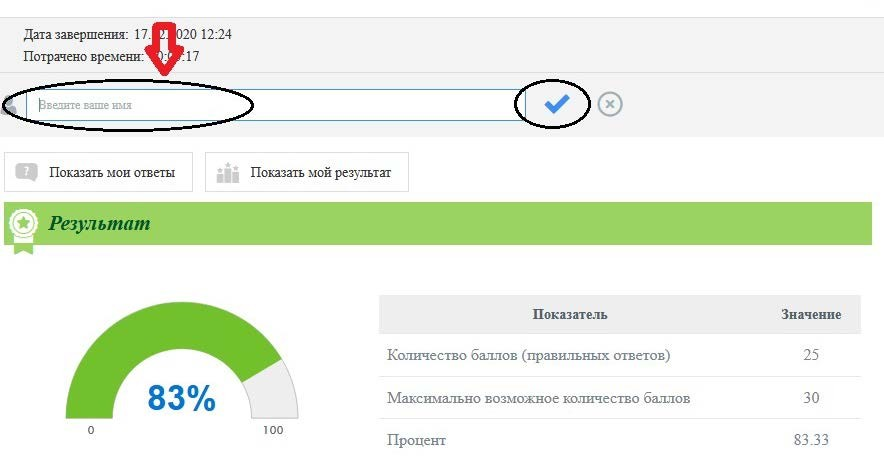 Дата завершения: 17. 2020 12:24
Потрачено времени: :17
Введите ваше имя
Показать мои ответы
Показать мой результат
Результат
Показатель Значение
Количество баллов (правильных ответов) 25
Максимально возможное количество баллов 30
Процент 83.33
83%
0 100